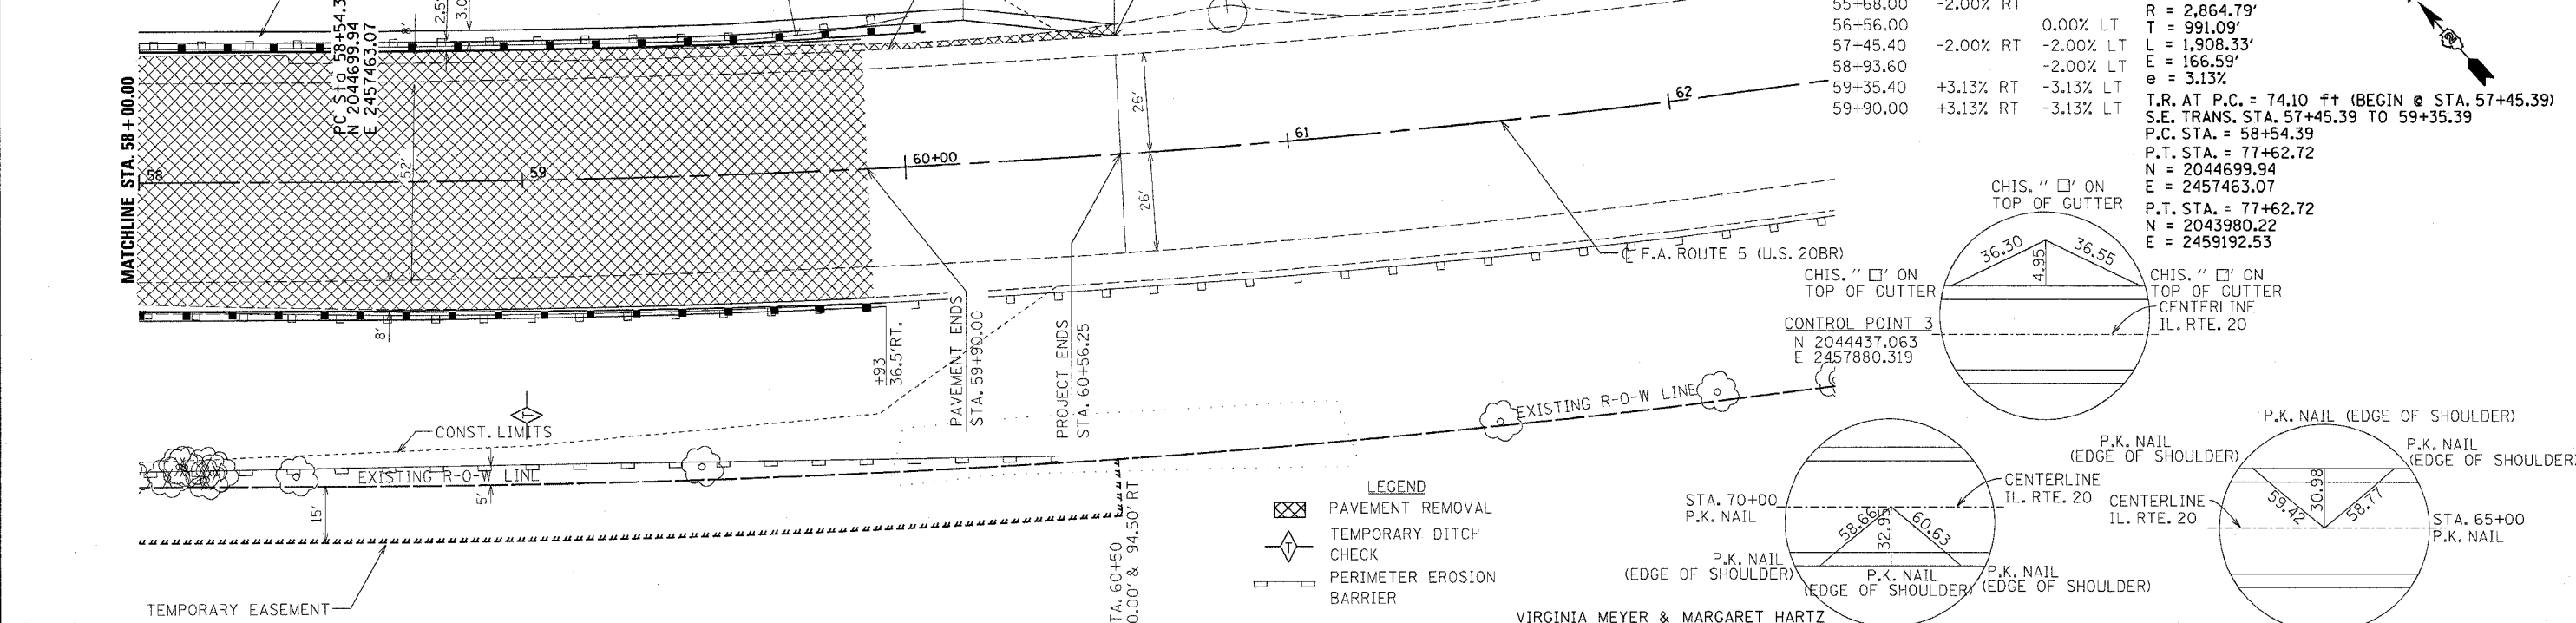 MATCHLINE STA. 58+00.00
PC Sta 58+54.3
N 2044699.94
E 2457463.07
8'
2.5'
3.0
52'
8'
58
59
60+00
61
62
26'
26'
℄ F.A. ROUTE 5 (U.S. 20BR)
+93
36.5'RT.
PAVEMENT ENDS
STA. 59+90.00
PROJECT ENDS
STA. 60+56.25
CONST. LIMITS
EXISTING R-O-W LINE
EXISTING R-O-W LINE
5'
15'
TEMPORARY EASEMENT
TA. 60+50
0.00' & 94.50' RT
LEGEND
PAVEMENT REMOVAL
T
TEMPORARY DITCH
CHECK
PERIMETER EROSION
BARRIER
T
VIRGINIA MEYER & MARGARET HARTZ
55+68.00 -2.00% RT
56+56.00 0.00% LT
57+45.40 -2.00% RT -2.00% LT
58+93.60 -2.00% LT
59+35.40 +3.13% RT -3.13% LT
59+90.00 +3.13% RT -3.13% LT
R = 2,864.79'
T = 991.09'
L = 1,908.33'
E = 166.59'
e = 3.13%
T.R. AT P.C. = 74.10 ft (BEGIN @ STA. 57+45.39)
S.E. TRANS. STA. 57+45.39 TO 59+35.39
P.C. STA. = 58+54.39
P.T. STA. = 77+62.72
N = 2044699.94
E = 2457463.07
P.T. STA. = 77+62.72
N = 2043980.22
E = 2459192.53
CHIS. "□" ON
TOP OF GUTTER
36.30
4.95
36.55
CHIS. "□" ON
TOP OF GUTTER
CHIS. "□" ON
TOP OF GUTTER
CENTERLINE
IL. RTE. 20
CONTROL POINT 3
N 2044437.063
E 2457880.319
STA. 70+00
P.K. NAIL
58.66
32.95
60.63
CENTERLINE
IL. RTE. 20
P.K. NAIL
(EDGE OF SHOULDER)
P.K. NAIL
(EDGE OF SHOULDER)
P.K. NAIL
(EDGE OF SHOULDER)
P.K. NAIL (EDGE OF SHOULDER)
P.K. NAIL
(EDGE OF SHOULDER)
P.K. NAIL
(EDGE OF SHOULDER)
59.42
30.98
58.77
CENTERLINE
IL. RTE. 20
STA. 65+00
P.K. NAIL